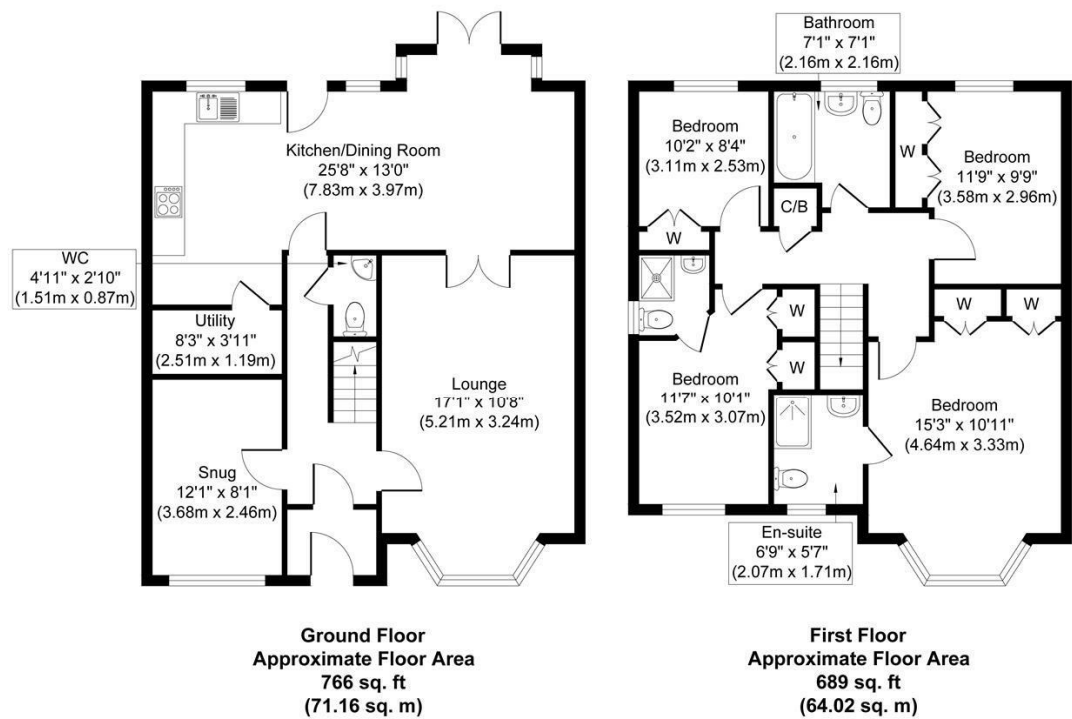 Kitchen/Dining Room
25'8" x 13'0"
(7.83m x 3.97m)
WC
4'11" x 2'10"
(1.51m x 0.87m)
Utility
8'3" x 3'11"
(2.51m x 1.19m)
Lounge
17'1" x 10'8"
(5.21m x 3.24m)
Snug
12'1" x 8'1"
(3.68m x 2.46m)
Ground Floor
Approximate Floor Area
766 sq. ft
(71.16 sq. m)
Bathroom
7'1" x 7'1"
(2.16m x 2.16m)
Bedroom
10'2" x 8'4"
(3.11m x 2.53m)
W
Bedroom
11'9" x 9'9"
(3.58m x 2.96m)
C/B
W
W
W
W
W
Bedroom
11'7" x 10'1"
(3.52m x 3.07m)
Bedroom
15'3" x 10'11"
(4.64m x 3.33m)
En-suite
6'9" x 5'7"
(2.07m x 1.71m)
First Floor
Approximate Floor Area
689 sq. ft
(64.02 sq. m)